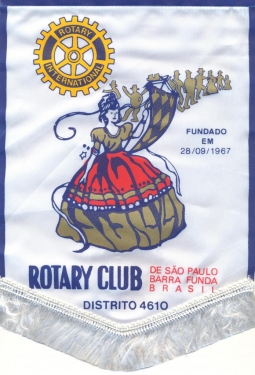 ROTARY
INTERNATIONAL
FUNDADO
EM
28/09/1967
ROTARY CLUB
DE SÃO PAULO
BARRA FUNDA
BRASIL
DISTRITO 4610